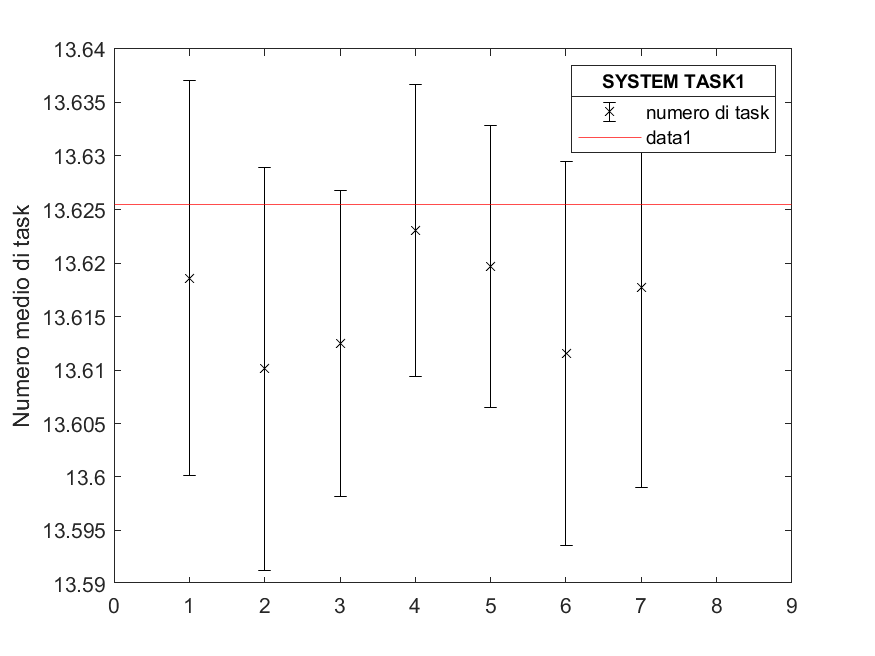 13.64
13.635
13.63
13.625
13.62
13.615
13.61
13.605
13.6
13.595
13.59
Numero medio di task
SYSTEM TASK1
numero di task
data1
0 1 2 3 4 5 6 7 8 9